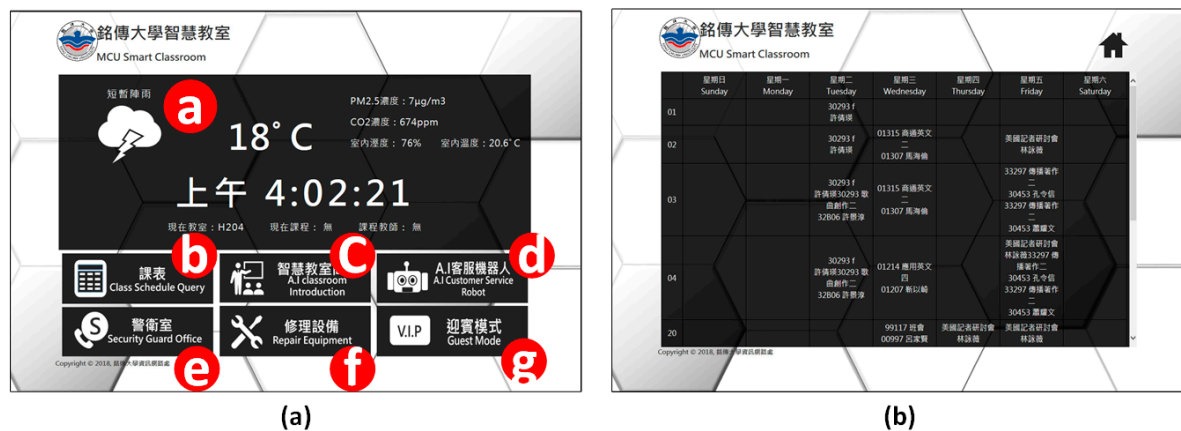 銘傳大學智慧教室
MCU Smart Classroom
短暫陣雨
a
18°C
PM2.5濃度：7μg/m3
CO2濃度：674ppm
室內溼度： 76% 室內溫度：20.6°C
上午 4:02:21
現在教室：H204 現在課程： 無 課程教師： 無
b
課表
Class Schedule Query
C
智慧教室
A.I classroom
Introduction
d
A.I客服機器人
A.I Customer Service
Robot
e
警衛室
Security Guard Office
f
修理設備
Repair Equipment
g
V.I.P
迎賓模式
Guest Mode
Copyright © 2018, 銘傳大學資訊網路處
(a)
銘傳大學智慧教室
MCU Smart Classroom
星期日 星期一 星期二 星期三 星期四 星期五 星期六
Sunday Monday Tuesday Wednesday Thursday Friday Saturday
01
30293 f
許倩瑛
02
30293 f
許倩瑛
01315 商通英文
二
01307 馬海倫
美國記者研討會
林詠薇
03
30293 f
許倩瑛30293 歌
曲創作二
32B06 許景淳
01315 商通英文
二
01307 馬海倫
33297 傳播著作
二
30453 孔令信
33297 傳播著作
二
30453 蕭耀文
04
30293 f
許倩瑛30293 歌
曲創作二
32B06 許景淳
01214 應用英文
四
01207 靳以綸
美國記者研討會
林詠薇33297 傳
播著作二
30453 孔令信
33297 傳播著作
二
30453 蕭耀文
20
99117 班會
00997 呂家賢
美國記者研討會
林詠薇
美國記者研討會
林詠薇
Copyright © 2018, 銘傳大學資訊網路處
(b)